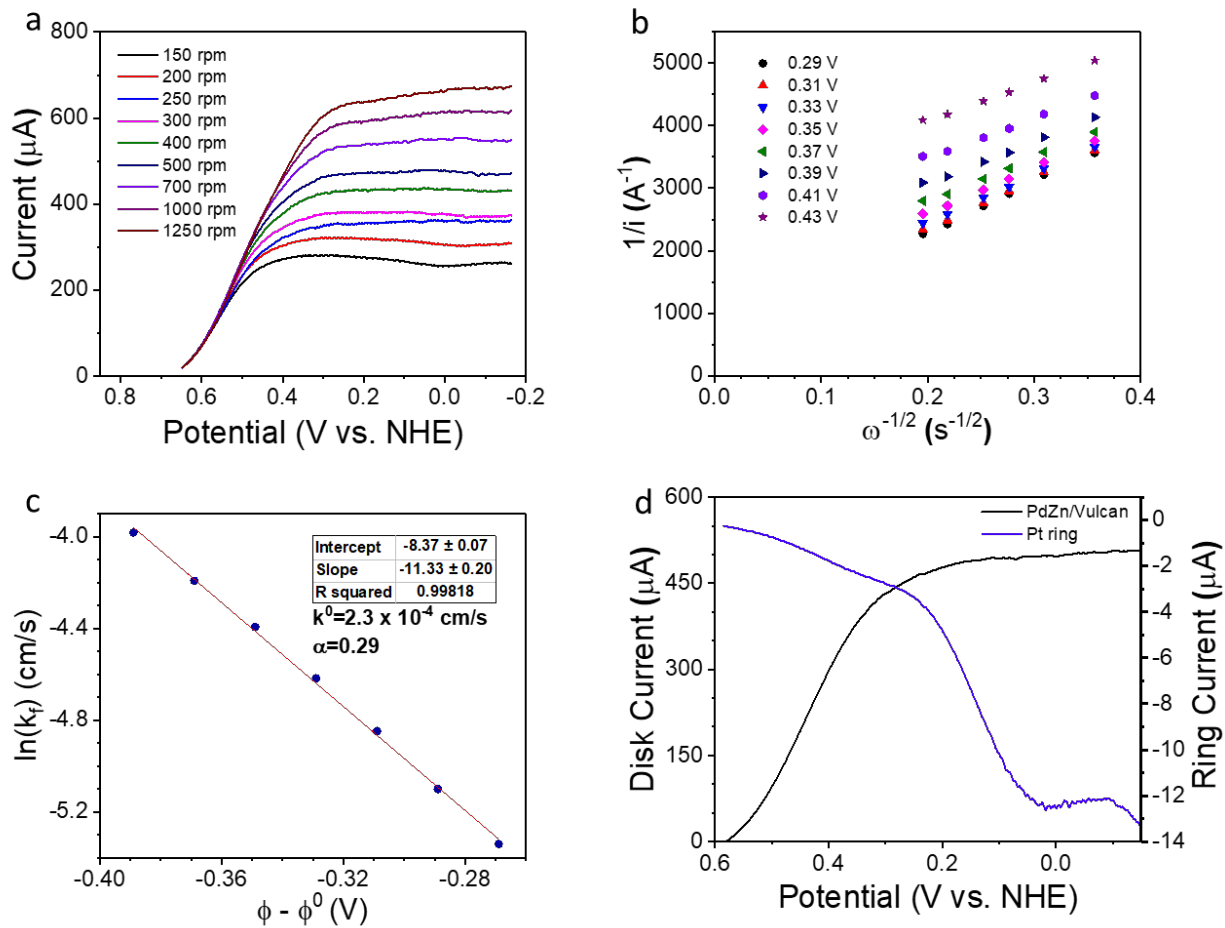 a
800
600
400
200
0
Current (μA)
150 rpm
200 rpm
250 rpm
300 rpm
400 rpm
500 rpm
700 rpm
1000 rpm
1250 rpm
0.8 0.6 0.4 0.2 0.0 -0.2
Potential (V vs. NHE)
b
5000
4000
3000
2000
1000
0
1/i (A⁻¹)
0.29 V
0.31 V
0.33 V
0.35 V
0.37 V
0.39 V
0.41 V
0.43 V
0.0 0.1 0.2 0.3 0.4
ω⁻¹/² (s⁻¹/²)
c
-4.0
-4.4
-4.8
-5.2
ln(kf) (cm/s)
Intercept -8.37 ± 0.07
Slope -11.33 ± 0.20
R squared 0.99818
k⁰=2.3 x 10⁻⁴ cm/s
α=0.29
-0.40 -0.36 -0.32 -0.28
ϕ - ϕ⁰ (V)
d
600
450
300
150
0
Disk Current (μA)
PdZn/Vulcan
Pt ring
0
-2
-4
-6
-8
-10
-12
-14
Ring Current (μA)
0.6 0.4 0.2 0.0
Potential (V vs. NHE)